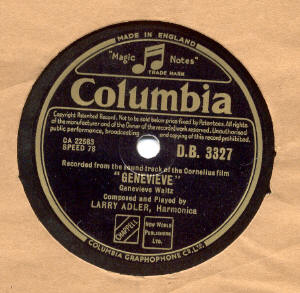 MADE IN ENGLAND
"Magic Notes"
TRADE MARK
Columbia
Copyright Recorded Record. Not to be sold below price fixed by Patentees. All rights
of the manufacturer and of the Owner of the recorded work reserved. Unauthorised
public performance, broadcasting and copying of this record prohibited.
CA 22683
SPEED 78
D.B. 3327
Recorded from the sound track of the Cornelius film
"GENEVIEVE"
Genevieve Waltz
Composed and Played by
LARRY ADLER, Harmonica
CHAPPELL
NEW WORLD
PUBLISHERS
LTD.
COLUMBIA GRAPHOPHONE CO. LTD.